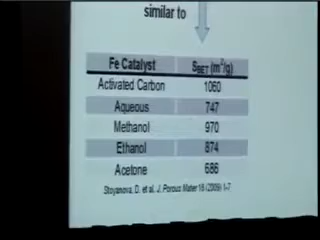 similar to
Fe Catalyst S_BET (m²/g)
Activated Carbon 1060
Aqueous 747
Methanol 970
Ethanol 874
Acetone 686
Stoyanova, D. et al, J. Porous Mater 16 (2009) 1-7